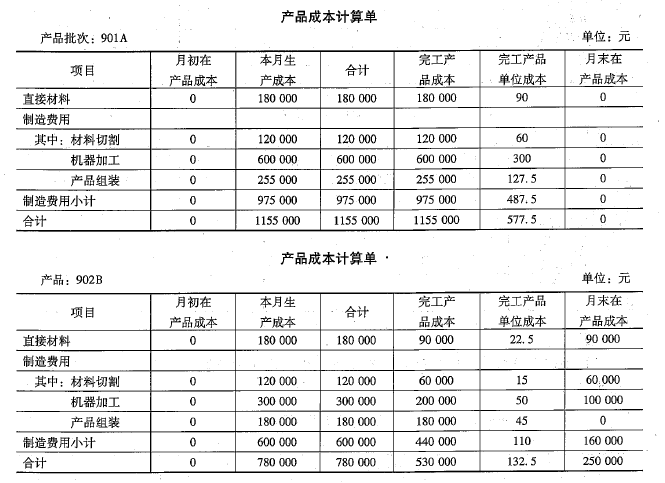 产品成本计算单
产品批次：901A 单位：元
项目 月初在产品成本 本月生产成本 合计 完工产品成本 完工产品单位成本 月末在产品成本
直接材料 0 180 000 180 000 180 000 90 0
制造费用
其中：材料切割 0 120 000 120 000 120 000 60 0
机器加工 0 600 000 600 000 600 000 300 0
产品组装 0 255 000 255 000 255 000 127.5 0
制造费用小计 0 975 000 975 000 975 000 487.5 0
合计 0 1155 000 1155 000 1155 000 577.5 0
产品成本计算单
产品：902B 单位：元
项目 月初在产品成本 本月生产成本 合计 完工产品成本 完工产品单位成本 月末在产品成本
直接材料 0 180 000 180 000 90 000 22.5 90 000
制造费用
其中：材料切割 0 120 000 120 000 60 000 15 60 000
机器加工 0 300 000 300 000 200 000 50 100 000
产品组装 0 180 000 180 000 180 000 45 0
制造费用小计 0 600 000 600 000 440 000 110 160 000
合计 0 780 000 780 000 530 000 132.5 250 000